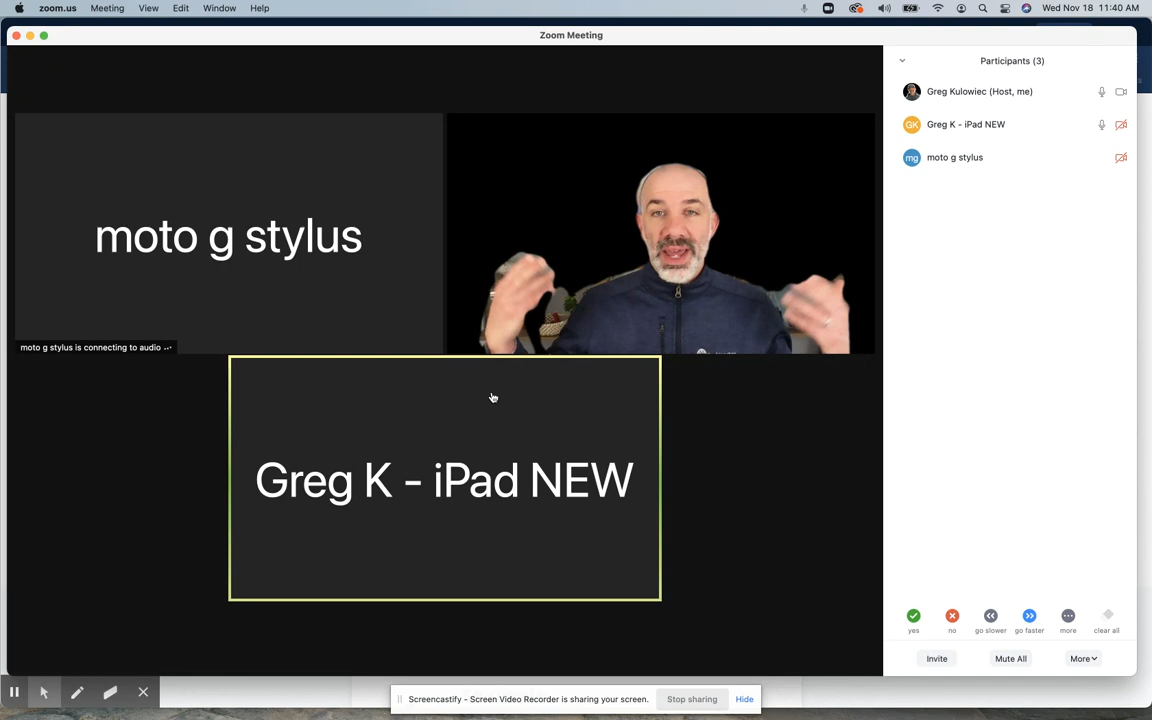 zoom.us Meeting View Edit Window Help
Wed Nov 18 11:40 AM
Zoom Meeting
Participants (3)
Greg Kulowiec (Host, me)
GK Greg K - iPad NEW
mg moto g stylus
moto g stylus
moto g stylus is connecting to audio ···
Greg K - iPad NEW
yes no go slower go faster more clear all
Invite Mute All More
Screencastify - Screen Video Recorder is sharing your screen. Stop sharing Hide